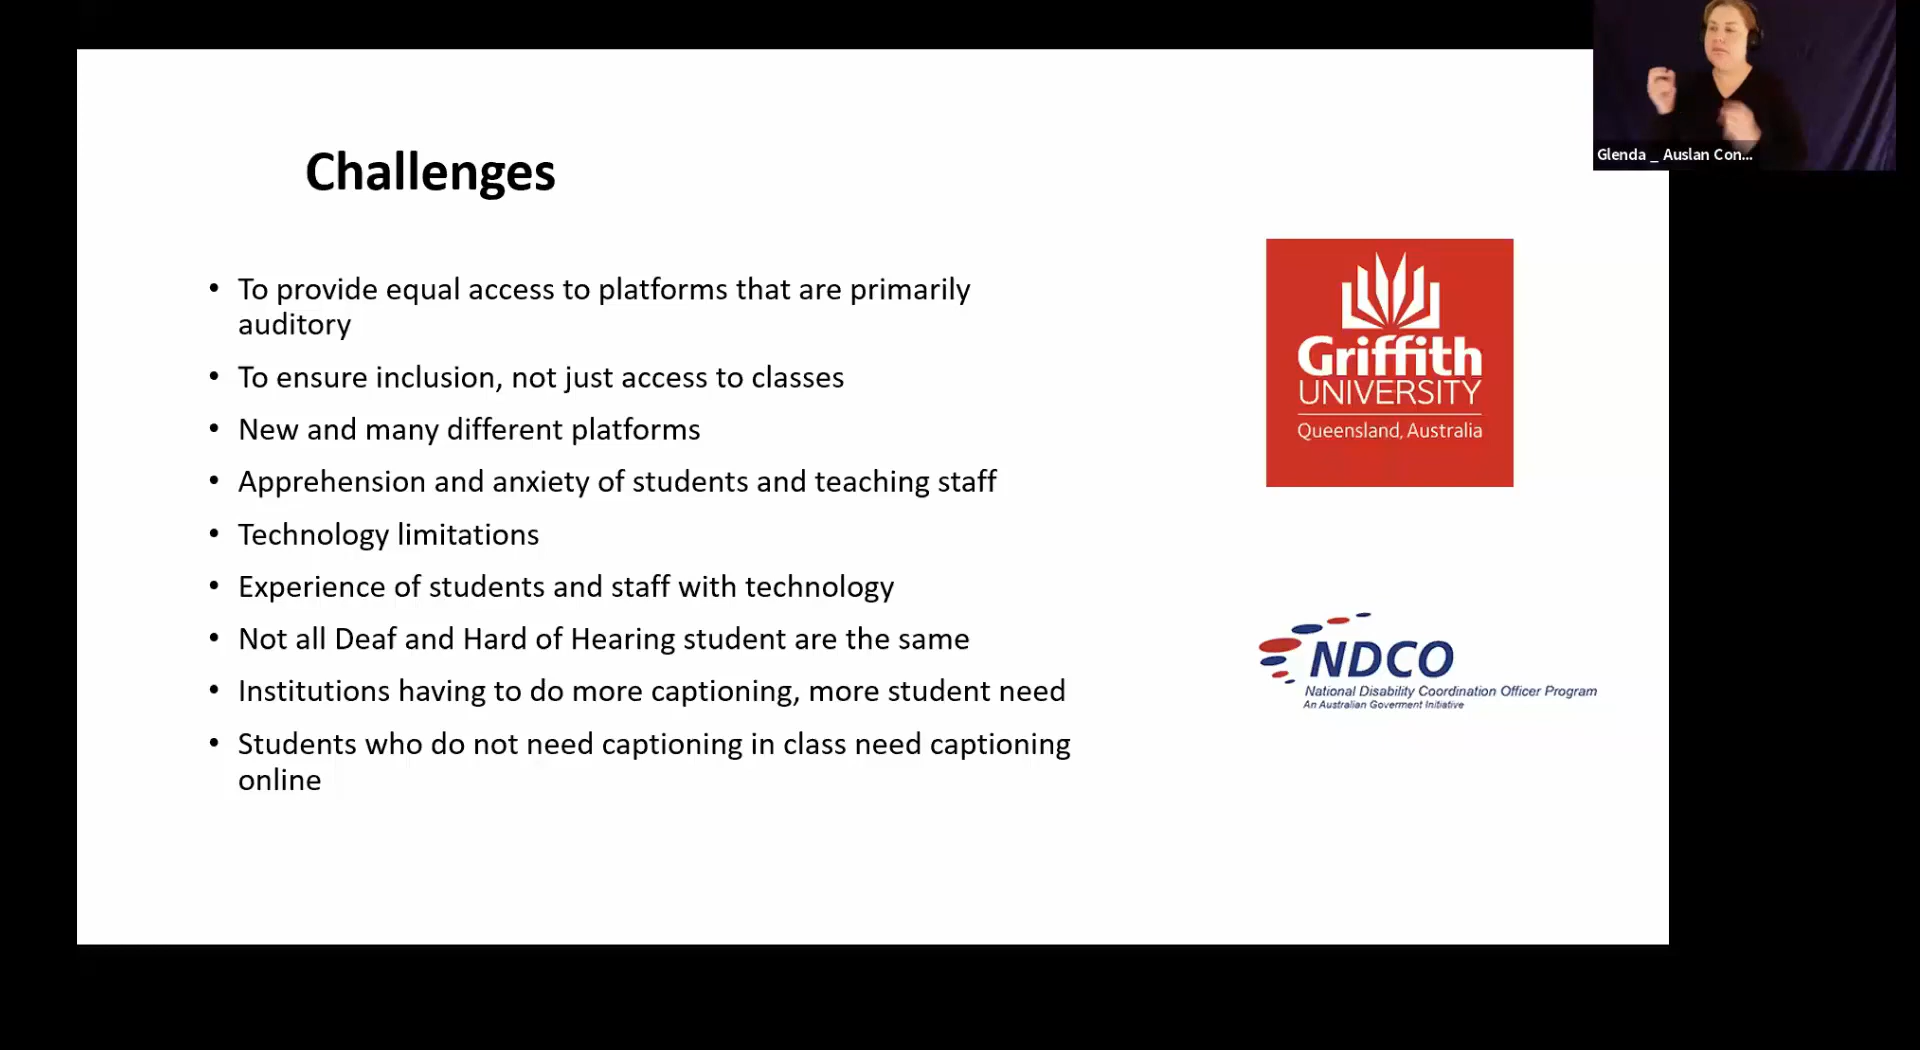 Glenda _ Auslan Con...
Challenges
• To provide equal access to platforms that are primarily
auditory
• To ensure inclusion, not just access to classes
• New and many different platforms
• Apprehension and anxiety of students and teaching staff
• Technology limitations
• Experience of students and staff with technology
• Not all Deaf and Hard of Hearing student are the same
• Institutions having to do more captioning, more student need
• Students who do not need captioning in class need captioning
online
Griffith
UNIVERSITY
Queensland, Australia
NDCO
National Disability Coordination Officer Program
An Australian Goverment Initiative